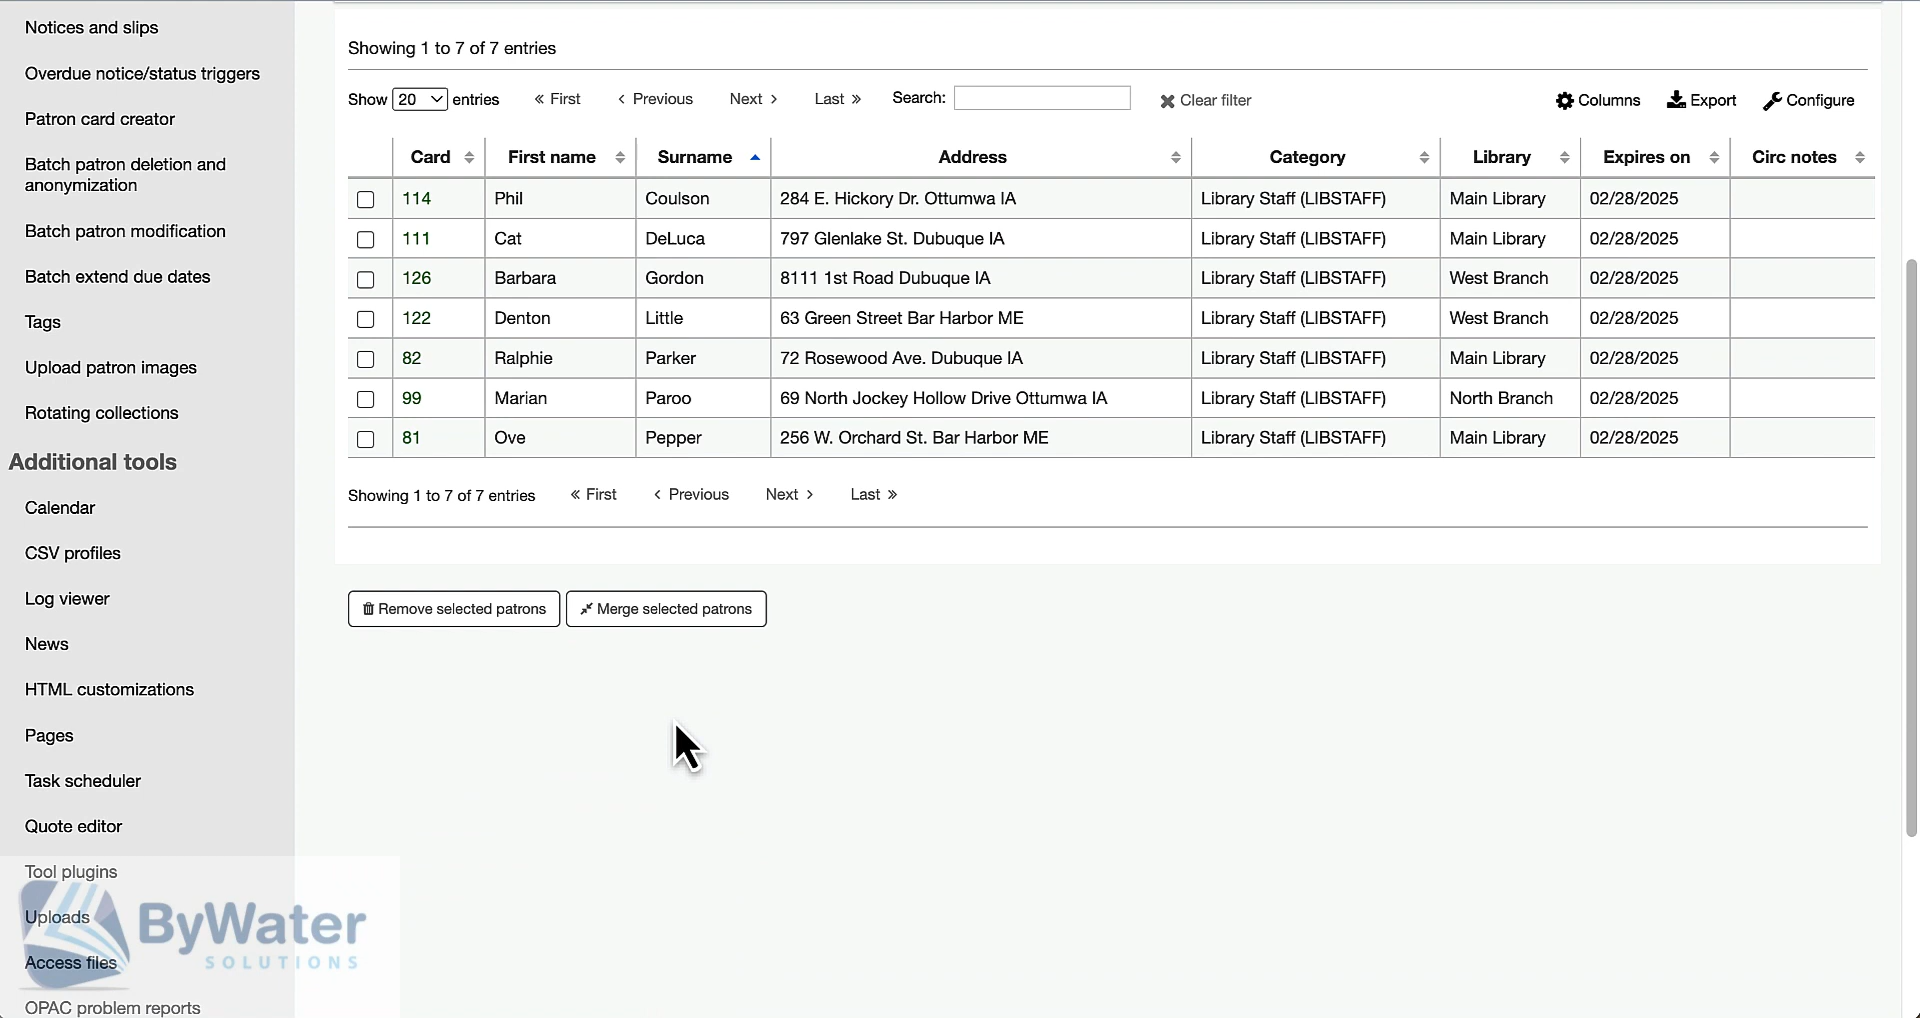 Notices and slips
Overdue notice/status triggers
Patron card creator
Batch patron deletion and
anonymization
Batch patron modification
Batch extend due dates
Tags
Upload patron images
Rotating collections
Additional tools
Calendar
CSV profiles
Log viewer
News
HTML customizations
Pages
Task scheduler
Quote editor
Tool plugins
Uploads
Access files
OPAC problem reports
ByWater
SOLUTIONS
Showing 1 to 7 of 7 entries
Show 20 entries « First ‹ Previous Next › Last » Search: Clear filter Columns Export Configure
Card First name Surname Address Category Library Expires on Circ notes
114 Phil Coulson 284 E. Hickory Dr. Ottumwa IA Library Staff (LIBSTAFF) Main Library 02/28/2025
111 Cat DeLuca 797 Glenlake St. Dubuque IA Library Staff (LIBSTAFF) Main Library 02/28/2025
126 Barbara Gordon 8111 1st Road Dubuque IA Library Staff (LIBSTAFF) West Branch 02/28/2025
122 Denton Little 63 Green Street Bar Harbor ME Library Staff (LIBSTAFF) West Branch 02/28/2025
82 Ralphie Parker 72 Rosewood Ave. Dubuque IA Library Staff (LIBSTAFF) Main Library 02/28/2025
99 Marian Paroo 69 North Jockey Hollow Drive Ottumwa IA Library Staff (LIBSTAFF) North Branch 02/28/2025
81 Ove Pepper 256 W. Orchard St. Bar Harbor ME Library Staff (LIBSTAFF) Main Library 02/28/2025
Showing 1 to 7 of 7 entries « First ‹ Previous Next › Last »
Remove selected patrons Merge selected patrons